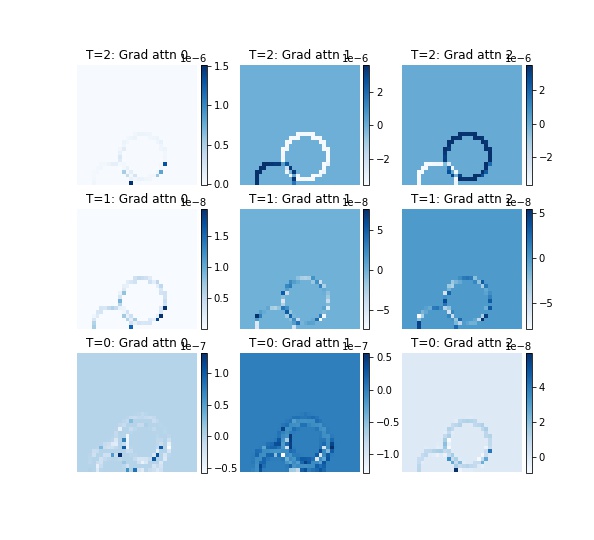 T=2: Grad attn 0
1e−6
1.5
1.0
0.5
0.0
T=2: Grad attn 1
1e−6
2
0
−2
T=2: Grad attn 2
1e−6
2
0
−2
T=1: Grad attn 0
1e−8
1.5
1.0
0.5
T=1: Grad attn 1
1e−8
5
0
−5
T=1: Grad attn 2
1e−8
5
0
−5
T=0: Grad attn 0
1e−7
1.0
0.5
0.0
−0.5
T=0: Grad attn 1
1e−7
0.5
0.0
−0.5
−1.0
T=0: Grad attn 2
1e−8
4
2
0